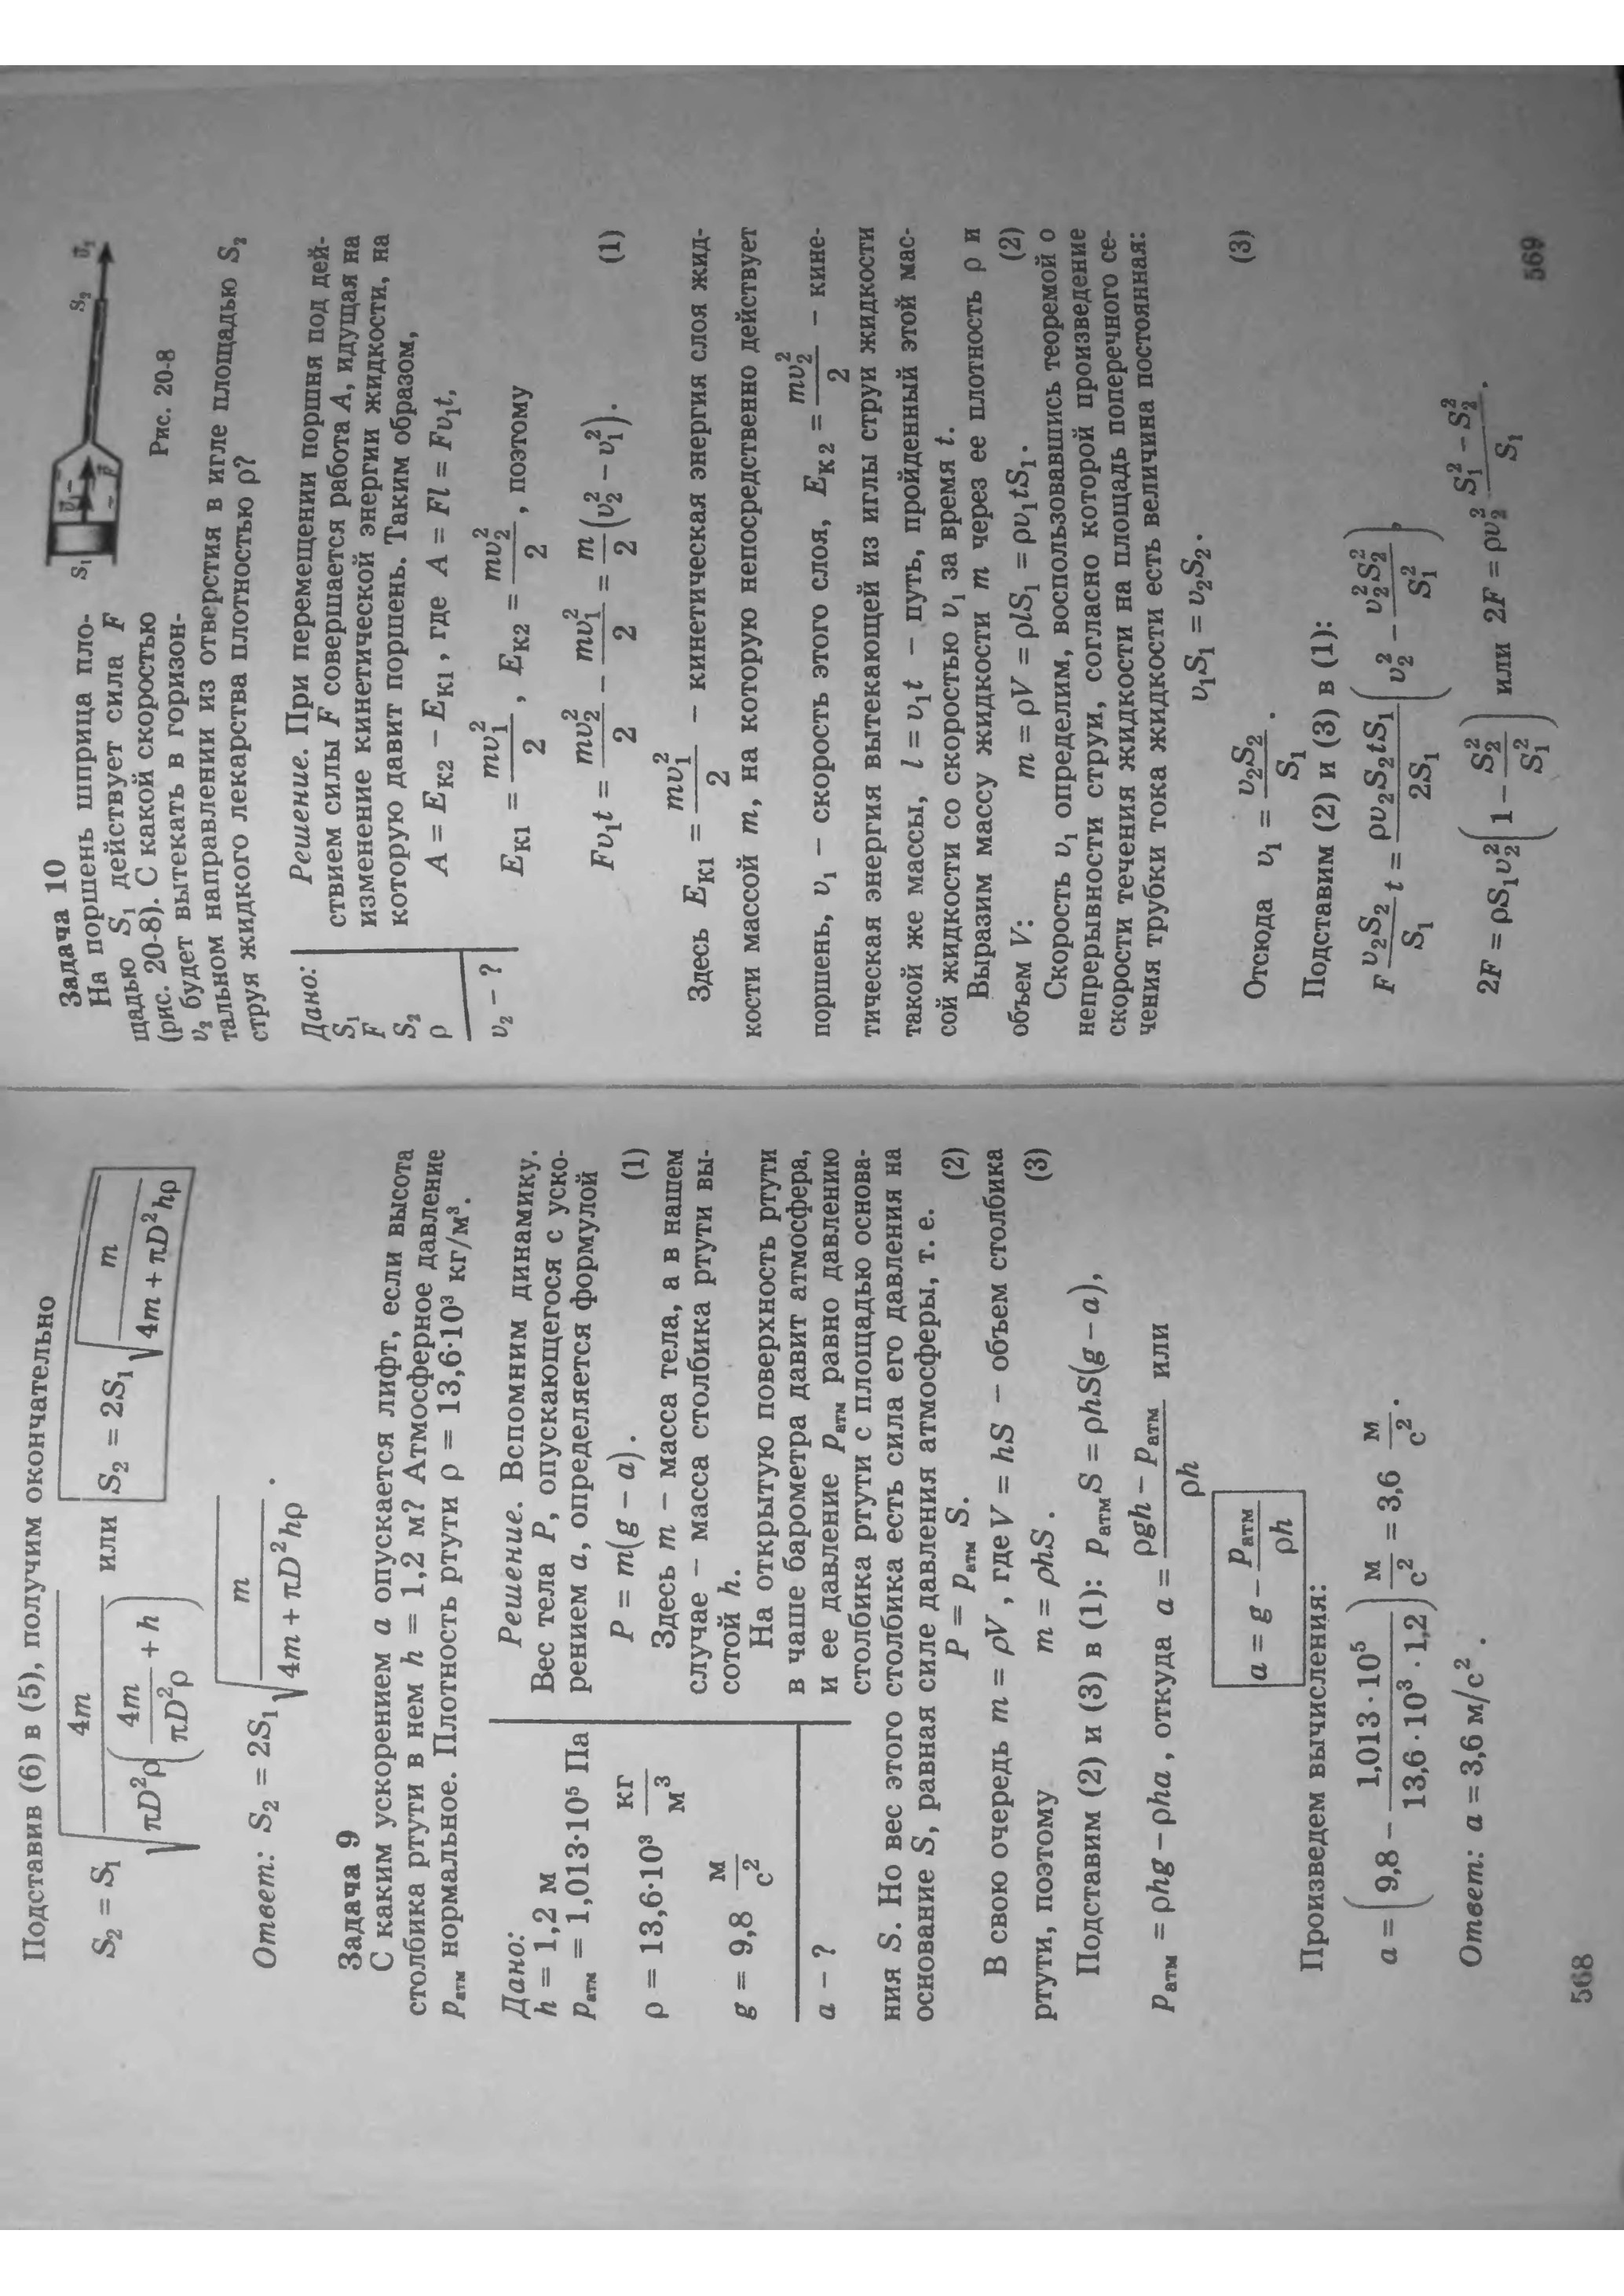 Подставив (6) в (5), получим окончательно
S₂ = S₁ √(4m / (πD²ρ(4m/(πD²ρ) + h))) или S₂ = 2S₁ √(m / (4m + πD²hρ))
Ответ: S₂ = 2S₁ √(m / (4m + πD²hρ)).
Задача 9
С каким ускорением a опускается лифт, если высота
столбика ртути в нем h = 1,2 м? Атмосферное давление
pатм нормальное. Плотность ртути ρ = 13,6·10³ кг/м³.
Дано:
h = 1,2 м
pатм = 1,013·10⁵ Па
ρ = 13,6·10³ кг/м³
g = 9,8 м/с²
a – ?
Решение. Вспомним динамику.
Вес тела P, опускающегося с уско-
рением a, определяется формулой
P = m(g – a). (1)
Здесь m – масса тела, а в нашем
случае – масса столбика ртути вы-
сотой h.
На открытую поверхность ртути
в чаше барометра давит атмосфера,
и ее давление pатм равно давлению
столбика ртути с площадью основа-
ния S. Но вес этого столбика есть сила его давления на
основание S, равная силе давления атмосферы, т. е.
P = pатм S. (2)
В свою очередь m = ρV, где V = hS – объем столбика
ртути, поэтому m = ρhS. (3)
Подставим (2) и (3) в (1): pатмS = ρhS(g – a),
pатм = ρhg – ρha, откуда a = (ρgh – pатм)/ρh или
a = g – pатм/ρh
Произведем вычисления:
a = (9,8 – 1,013·10⁵/(13,6·10³·1,2)) м/с² = 3,6 м/с².
Ответ: a = 3,6 м/с².
568
Задача 10
На поршень шприца пло-
щадью S₁ действует сила F
(рис. 20-8). С какой скоростью
v₂ будет вытекать в горизон-
тальном направлении из отверстия в игле площадью S₂
струя жидкого лекарства плотностью ρ?
S₁ v₁ F S₂ v₂
Рис. 20-8
Дано:
S₁
F
S₂
ρ
v₂ – ?
Решение. При перемещении поршня под дей-
ствием силы F совершается работа A, идущая на
изменение кинетической энергии жидкости, на
которую давит поршень. Таким образом,
A = Eк2 – Eк1, где A = Fl = Fv₁t,
Eк1 = mv₁²/2, Eк2 = mv₂²/2, поэтому
Fv₁t = mv₂²/2 – mv₁²/2 = m/2 (v₂² – v₁²). (1)
Здесь Eк1 = mv₁²/2 – кинетическая энергия слоя жид-
кости массой m, на которую непосредственно действует
поршень, v₁ – скорость этого слоя, Eк2 = mv₂²/2 – кине-
тическая энергия вытекающей из иглы струи жидкости
такой же массы, l = v₁t – путь, пройденный этой мас-
сой жидкости со скоростью v₁ за время t.
Выразим массу жидкости m через ее плотность ρ и
объем V: m = ρV = ρlS₁ = ρv₁tS₁. (2)
Скорость v₁ определим, воспользовавшись теоремой о
непрерывности струи, согласно которой произведение
скорости течения жидкости на площадь поперечного се-
чения трубки тока жидкости есть величина постоянная:
v₁S₁ = v₂S₂.
Отсюда v₁ = v₂S₂/S₁. (3)
Подставим (2) и (3) в (1):
F v₂S₂/S₁ t = ρv₂S₂tS₁/2S₁ (v₂² – v₂²S₂²/S₁²),
2F = ρS₁v₂²(1 – S₂²/S₁²) или 2F = ρv₂² (S₁² – S₂²)/S₁.
569